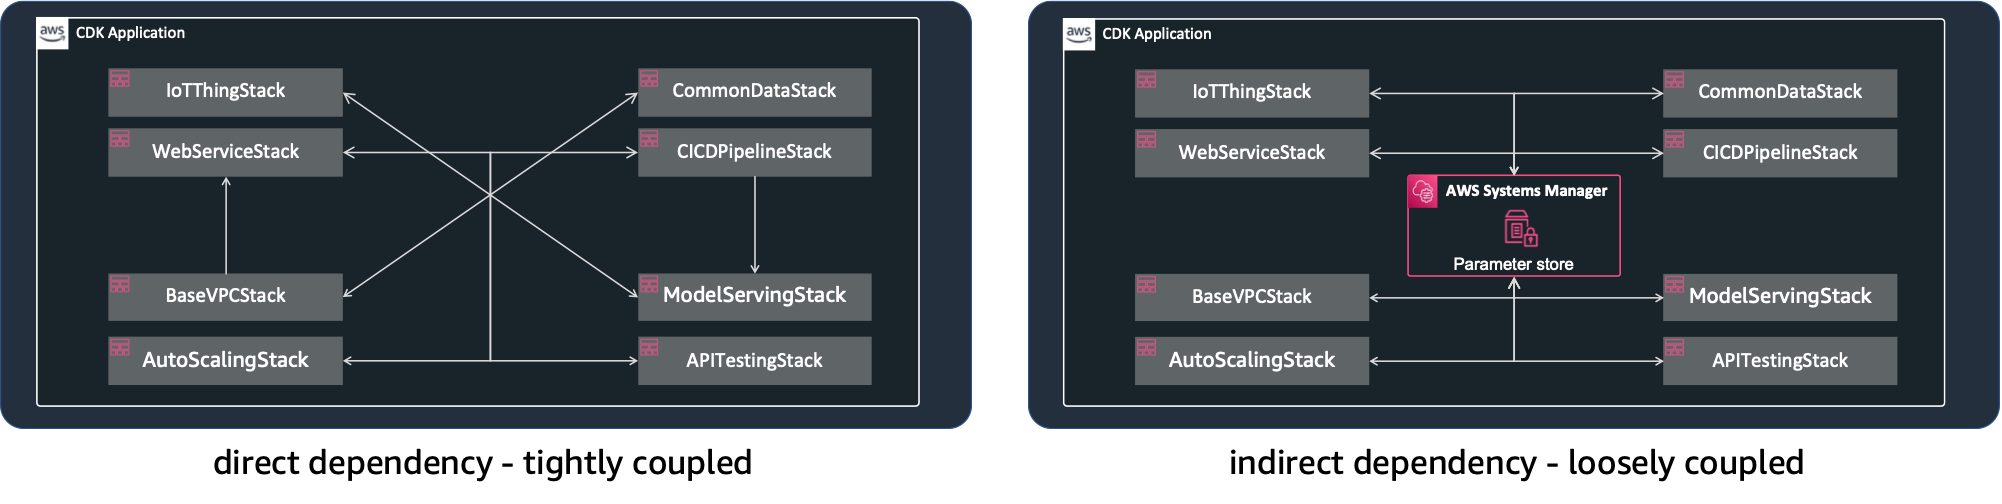 aws
CDK Application
IoTThingStack
CommonDataStack
WebServiceStack
CICDPipelineStack
BaseVPCStack
ModelServingStack
AutoScalingStack
APITestingStack
direct dependency - tightly coupled
aws
CDK Application
IoTThingStack
CommonDataStack
WebServiceStack
CICDPipelineStack
AWS Systems Manager
Parameter store
BaseVPCStack
ModelServingStack
AutoScalingStack
APITestingStack
indirect dependency - loosely coupled